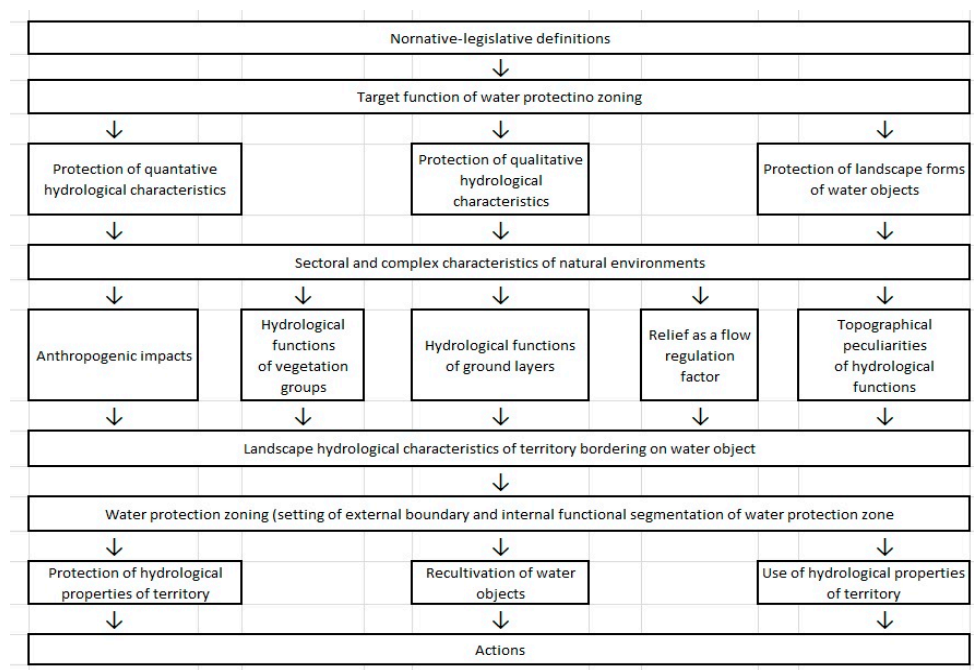 Nornative-legislative definitions
Target function of water protectino zoning
Protection of quantative
hydrological characteristics
Protection of qualitative
hydrological
characteristics
Protection of landscape forms
of water objects
Sectoral and complex characteristics of natural environments
Anthropogenic impacts
Hydrological
functions
of vegetation
groups
Hydrological functions
of ground layers
Relief as a flow
regulation
factor
Topographical
peculiarities
of hydrological
functions
Landscape hydrological characteristics of territory bordering on water object
Water protection zoning (setting of external boundary and internal functional segmentation of water protection zone
Protection of hydrological
properties of territory
Recultivation of water
objects
Use of hydrological properties
of territory
Actions